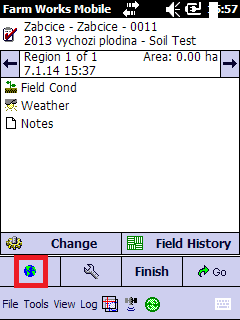 Farm Works Mobile 15:57
Zabcice - Zabcice - 0011
2013 vychozi plodina - Soil Test
Region 1 of 1 Area: 0.00 ha
7.1.14 15:37
Field Cond
Weather
Notes
Change Field History
Finish Go
File Tools View Log